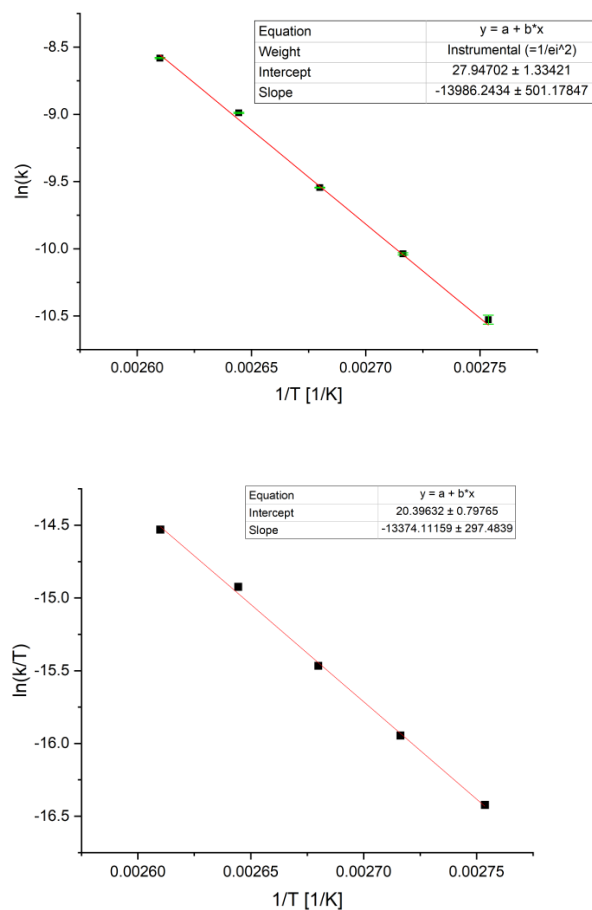 Equation y = a + b*x
Weight Instrumental (=1/ei^2)
Intercept 27.94702 ± 1.33421
Slope -13986.2434 ± 501.17847
-8.5
-9.0
-9.5
-10.0
-10.5
ln(k)
0.00260 0.00265 0.00270 0.00275
1/T [1/K]
Equation y = a + b*x
Intercept 20.39632 ± 0.79765
Slope -13374.11159 ± 297.4839
-14.5
-15.0
-15.5
-16.0
-16.5
ln(k/T)
0.00260 0.00265 0.00270 0.00275
1/T [1/K]